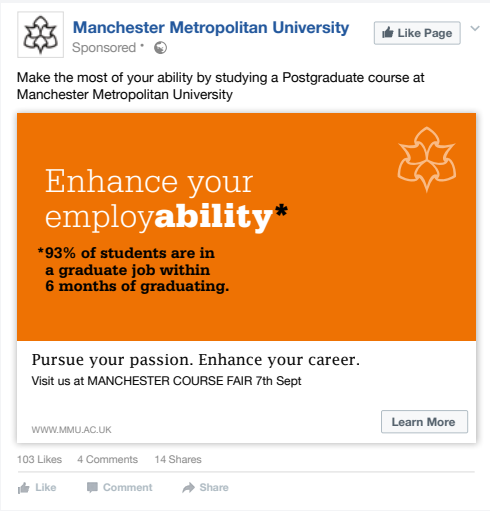 Manchester Metropolitan University
Sponsored
Like Page
Make the most of your ability by studying a Postgraduate course at
Manchester Metropolitan University
Enhance your
employability*
*93% of students are in
a graduate job within
6 months of graduating.
Pursue your passion. Enhance your career.
Visit us at MANCHESTER COURSE FAIR 7th Sept
WWW.MMU.AC.UK
Learn More
103 Likes 4 Comments 14 Shares
Like Comment Share